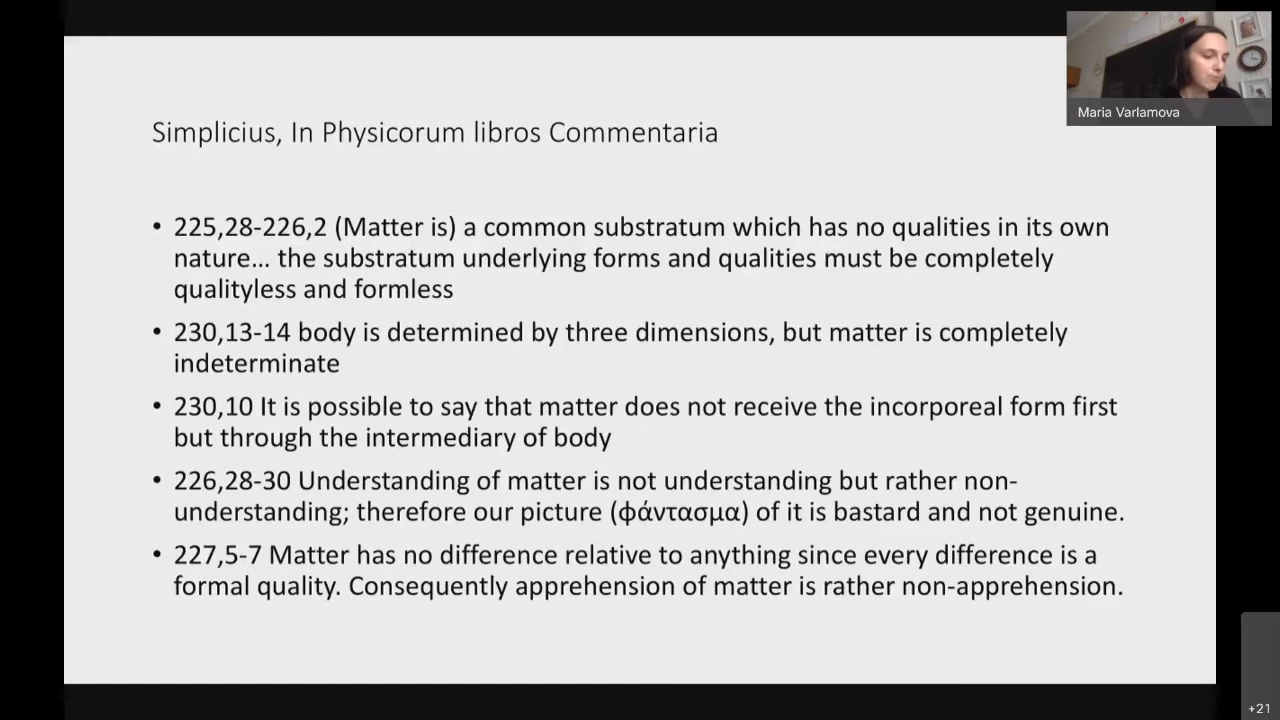 Simplicius, In Physicorum libros Commentaria
Maria Varlamova
• 225,28-226,2 (Matter is) a common substratum which has no qualities in its own
nature… the substratum underlying forms and qualities must be completely
qualityless and formless
• 230,13-14 body is determined by three dimensions, but matter is completely
indeterminate
• 230,10 It is possible to say that matter does not receive the incorporeal form first
but through the intermediary of body
• 226,28-30 Understanding of matter is not understanding but rather non-
understanding; therefore our picture (φάντασμα) of it is bastard and not genuine.
• 227,5-7 Matter has no difference relative to anything since every difference is a
formal quality. Consequently apprehension of matter is rather non-apprehension.
+21